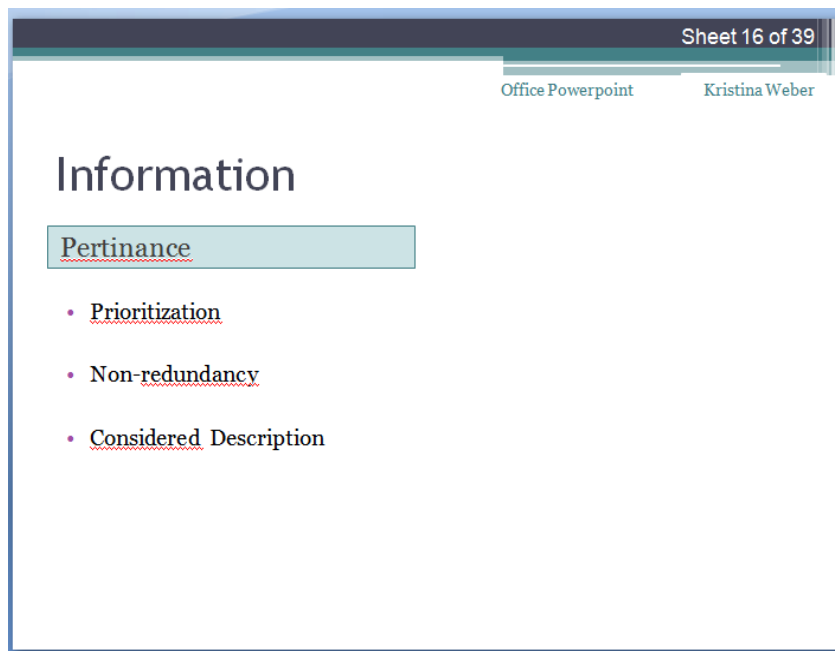 Sheet 16 of 39
Office Powerpoint Kristina Weber
Information
Pertinance
• Prioritization
• Non-redundancy
• Considered Description